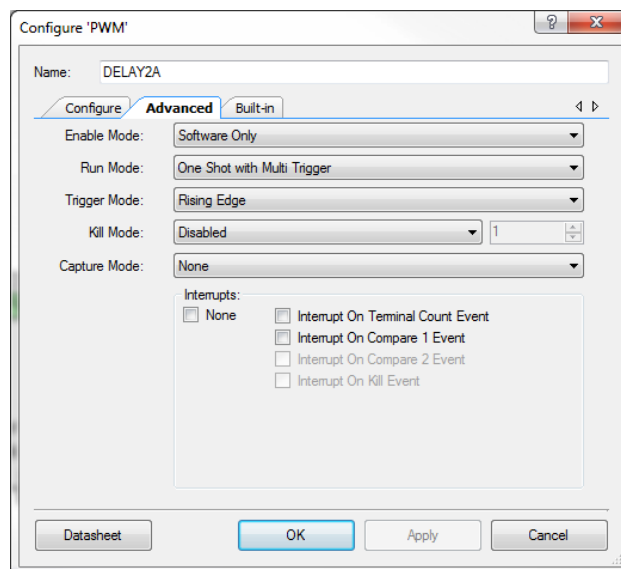 Configure 'PWM'
Name: DELAY2A
Configure Advanced Built-in
Enable Mode: Software Only
Run Mode: One Shot with Multi Trigger
Trigger Mode: Rising Edge
Kill Mode: Disabled 1
Capture Mode: None
Interrupts:
None Interrupt On Terminal Count Event
Interrupt On Compare 1 Event
Interrupt On Compare 2 Event
Interrupt On Kill Event
Datasheet OK Apply Cancel